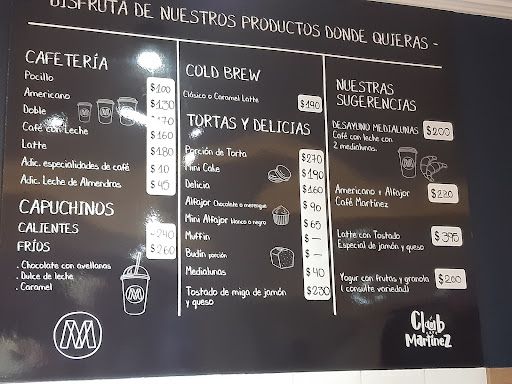 DISFRUTA DE NUESTROS PRODUCTOS DONDE QUIERAS -
CAFETERÍA
Pocillo $100
Americano $130
Doble 170
Café con Leche $160
Latte $180
Adic. especialidades de café $10
Adic. Leche de Almendras $45
CAPUCHINOS
CALIENTES 240
FRÍOS $260
. Chocolate con avellanas
. Dulce de leche
. Caramel
M
COLD BREW
Clásico o Caramel Latte $190
TORTAS Y DELICIAS
Porción de Torta $270
Mini Cake $190
Delicia $160
Alfajor Chocolate o merengue $90
Mini Alfajor blanco o negro $65
Muffin $ —
Budín porción $ —
Medialunas $40
Tostado de miga de jamón $230
y queso
NUESTRAS
SUGERENCIAS
DESAYUNO MEDIALUNAS $200
Café con leche con
2 medialunas.
Americano + Alfajor $220
Café Martínez
Latte con Tostado $395
Especial de jamón y queso
Yogur con frutas y granola $200
( consulte variedad)
Club
Martínez